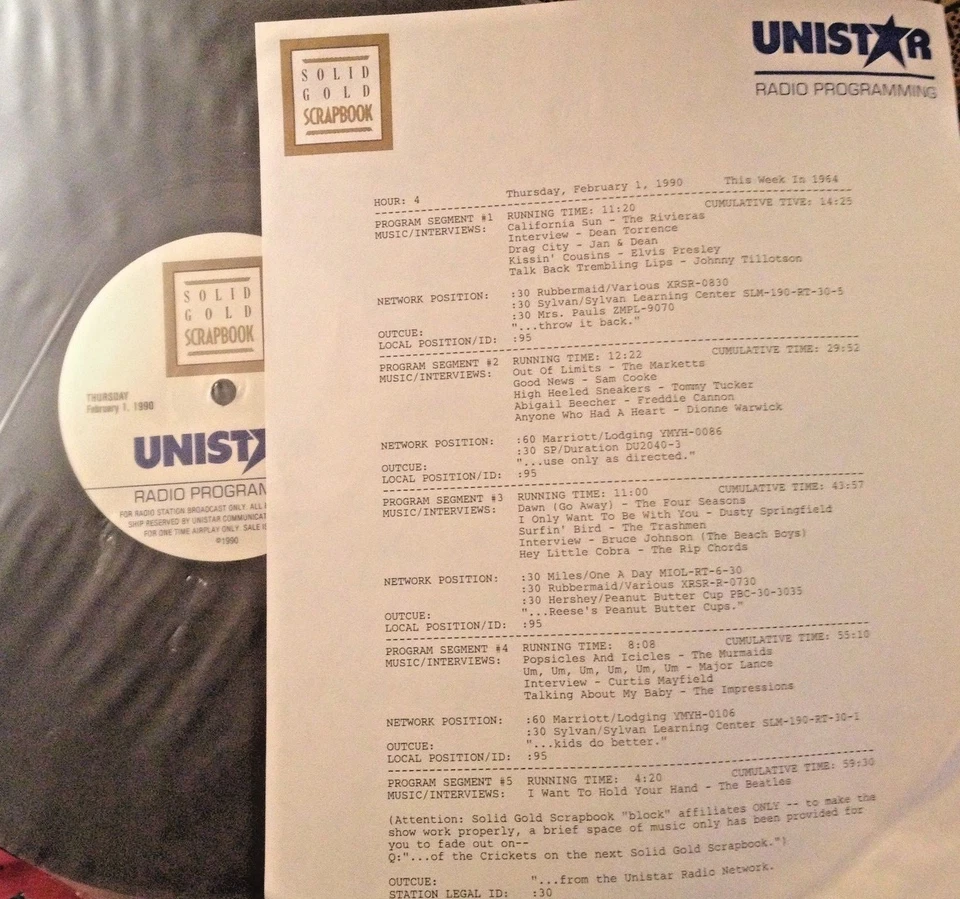 SOLID
GOLD
SCRAPBOOK
UNISTAR
RADIO PROGRAMMING
HOUR: 4 Thursday, February 1, 1990 This Week In 1964
PROGRAM SEGMENT #1 RUNNING TIME: 11:20 CUMULATIVE TIVE: 14:25
MUSIC/INTERVIEWS: California Sun - The Rivieras
Interview - Dean Torrence
Drag City - Jan & Dean
Kissin' Cousins - Elvis Presley
Talk Back Trembling Lips - Johnny Tillotson
NETWORK POSITION: :30 Rubbermaid/Various XRSR-0830
:30 Sylvan/Sylvan Learning Center SLM-190-RT-30-5
:30 Mrs. Pauls ZMPL-9070
OUTCUE: "...throw it back."
LOCAL POSITION/ID: :95
PROGRAM SEGMENT #2 RUNNING TIME: 12:22 CUMULATIVE TIME: 29:52
MUSIC/INTERVIEWS: Out Of Limits - The Marketts
Good News - Sam Cooke
High Heeled Sneakers - Tommy Tucker
Abigail Beecher - Freddie Cannon
Anyone Who Had A Heart - Dionne Warwick
NETWORK POSITION: :60 Marriott/Lodging YMYH-0086
:30 SP/Duration DU2040-3
OUTCUE: "...use only as directed."
LOCAL POSITION/ID: :95
PROGRAM SEGMENT #3 RUNNING TIME: 11:00 CUMULATIVE TIME: 43:57
MUSIC/INTERVIEWS: Dawn (Go Away) - The Four Seasons
I Only Want To Be With You - Dusty Springfield
Surfin' Bird - The Trashmen
Interview - Bruce Johnson (The Beach Boys)
Hey Little Cobra - The Rip Chords
NETWORK POSITION: :30 Miles/One A Day MIOL-RT-6-30
:30 Rubbermaid/Various XRSR-R-0730
:30 Hershey/Peanut Butter Cup PBC-30-3035
OUTCUE: "...Reese's Peanut Butter Cups."
LOCAL POSITION/ID: :95
PROGRAM SEGMENT #4 RUNNING TIME: 8:08 CUMULATIVE TIME: 55:10
MUSIC/INTERVIEWS: Popsicles And Icicles - The Murmaids
Um, Um, Um, Um, Um, Um - Major Lance
Interview - Curtis Mayfield
Talking About My Baby - The Impressions
NETWORK POSITION: :60 Marriott/Lodging YMYH-0106
:30 Sylvan/Sylvan Learning Center SLM-190-RT-30-1
OUTCUE: "...kids do better."
LOCAL POSITION/ID: :95
PROGRAM SEGMENT #5 RUNNING TIME: 4:20 CUMULATIVE TIME: 59:30
MUSIC/INTERVIEWS: I Want To Hold Your Hand - The Beatles
(Attention: Solid Gold Scrapbook "block" affiliates ONLY -- to make the
show work properly, a brief space of music only has been provided for
you to fade out on--
Q:"...of the Crickets on the next Solid Gold Scrapbook.")
OUTCUE: "...from the Unistar Radio Network.
STATION LEGAL ID: :30
SOLID
GOLD
SCRAPBOOK
THURSDAY
February 1, 1990
UNIST
RADIO PROGRAM
FOR RADIO STATION BROADCAST ONLY. ALL
SHIP RESERVED BY UNISTAR COMMUNICAT
FOR ONE TIME AIRPLAY ONLY. SALE IS
©1990